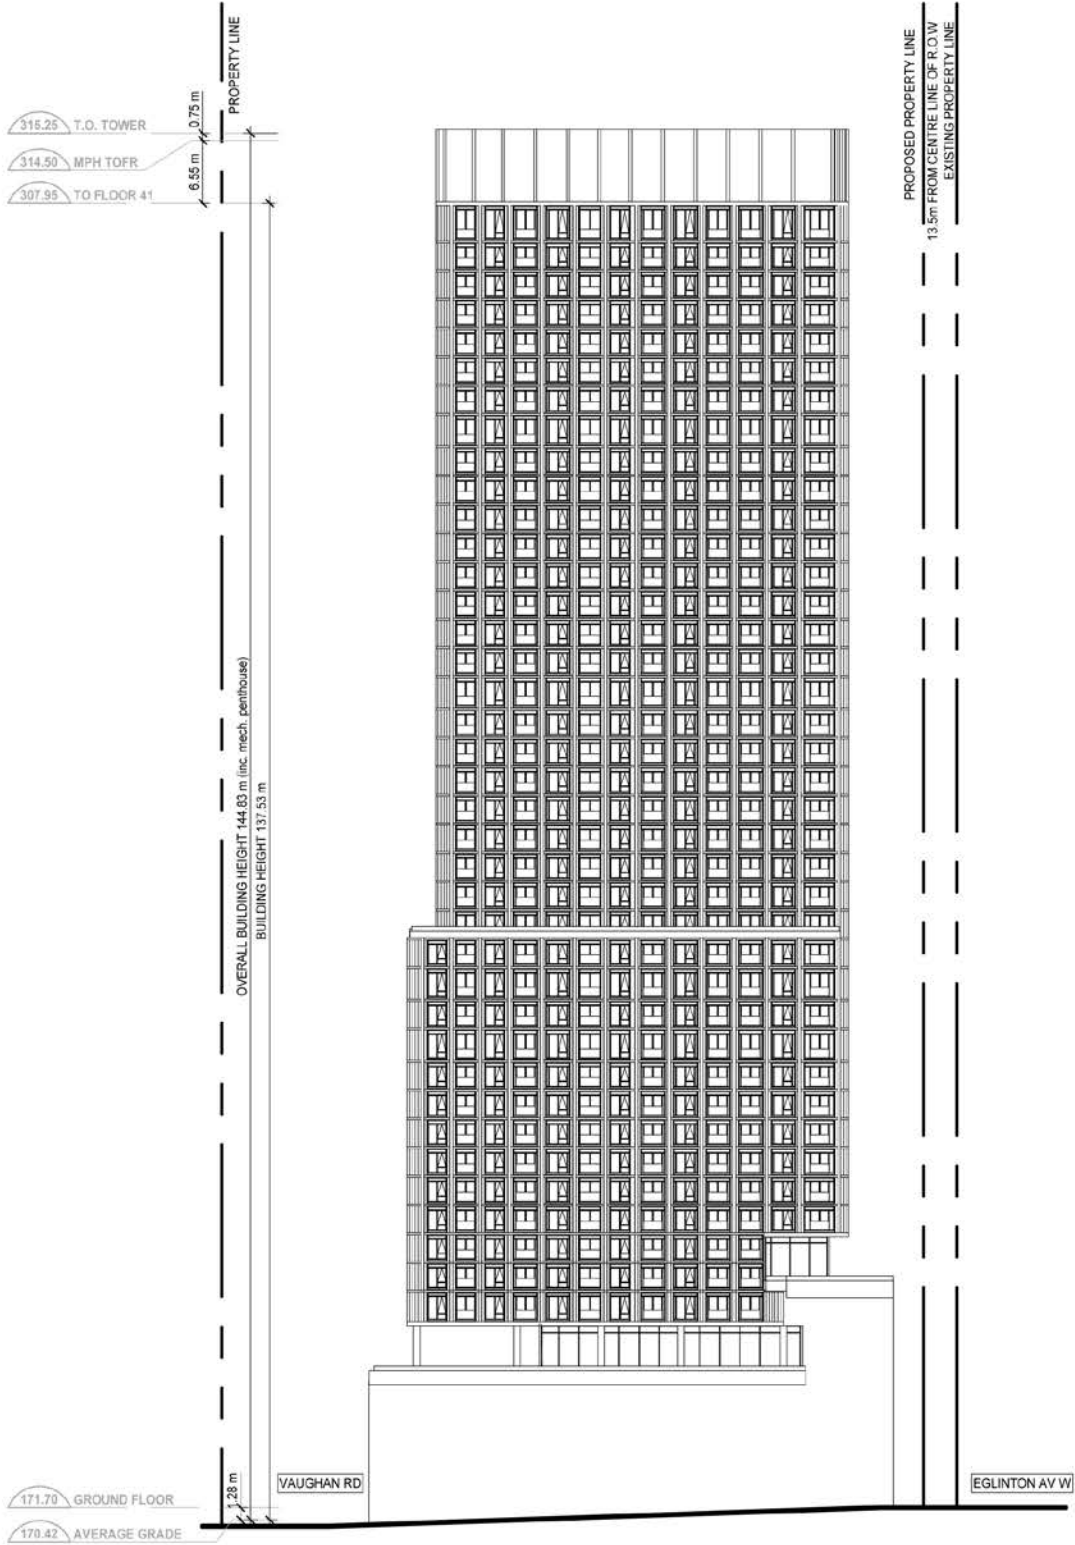 PROPERTY LINE
315.25 T.O. TOWER
0.75 m
314.50 MPH TOFR
6.55 m
307.95 TO FLOOR 41
PROPOSED PROPERTY LINE
13.5m FROM CENTRE LINE OF R.O.W
EXISTING PROPERTY LINE
OVERALL BUILDING HEIGHT 144.83 m (inc. mech. penthouse)
BUILDING HEIGHT 137.53 m
1.28 m
VAUGHAN RD
EGLINTON AV W
171.70 GROUND FLOOR
170.42 AVERAGE GRADE